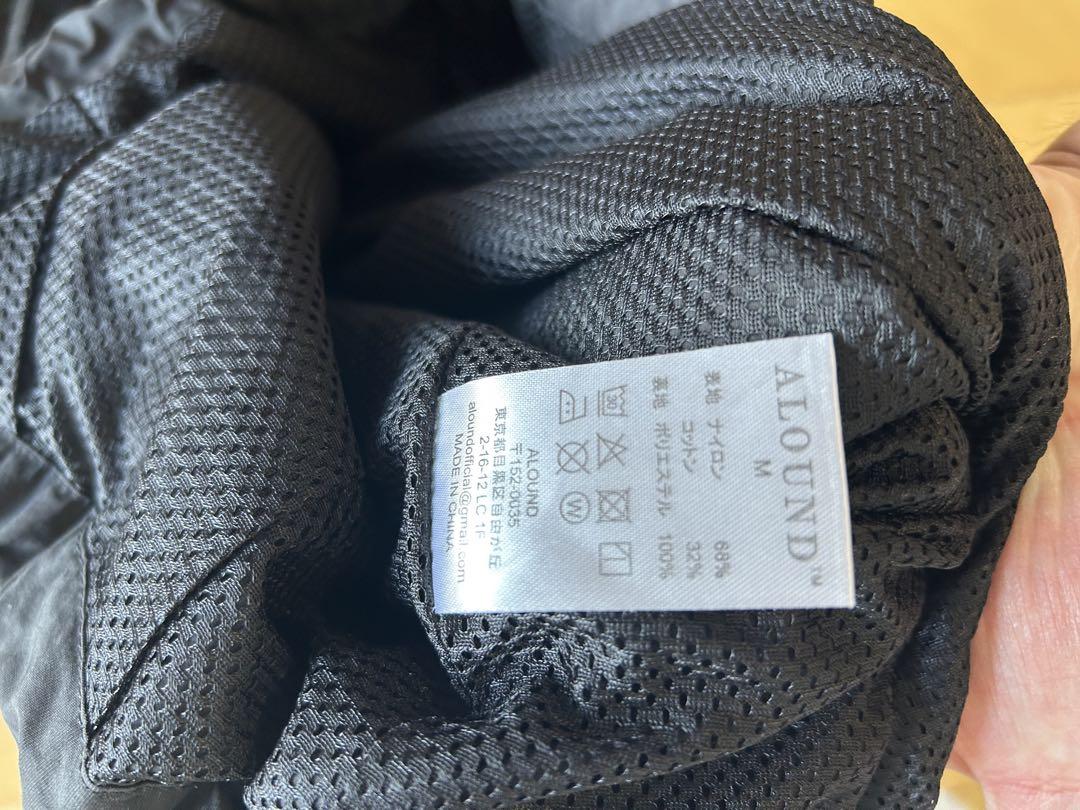 ALOUND™
M
表地 ナイロン 68%
コットン 32%
裏地 ポリエステル 100%
30
W
ALOUND
〒152-0035
東京都目黒区自由が丘
2-16-12 LC 1F
aloundofficial@gmail.com
MADE IN CHINA